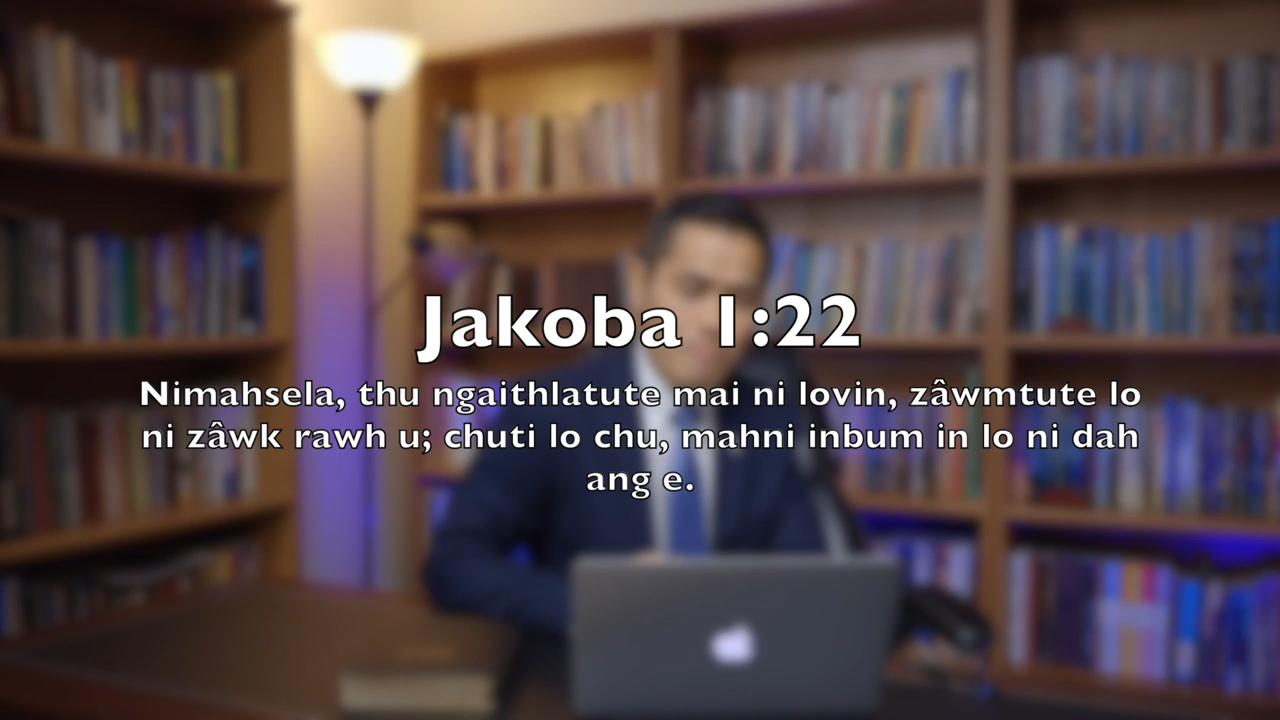 Jakoba 1:22
Nimahsela, thu ngaithlatute mai ni lovin, zâwmtute lo
ni zâwk rawh u; chuti lo chu, mahni inbum in lo ni dah
ang e.